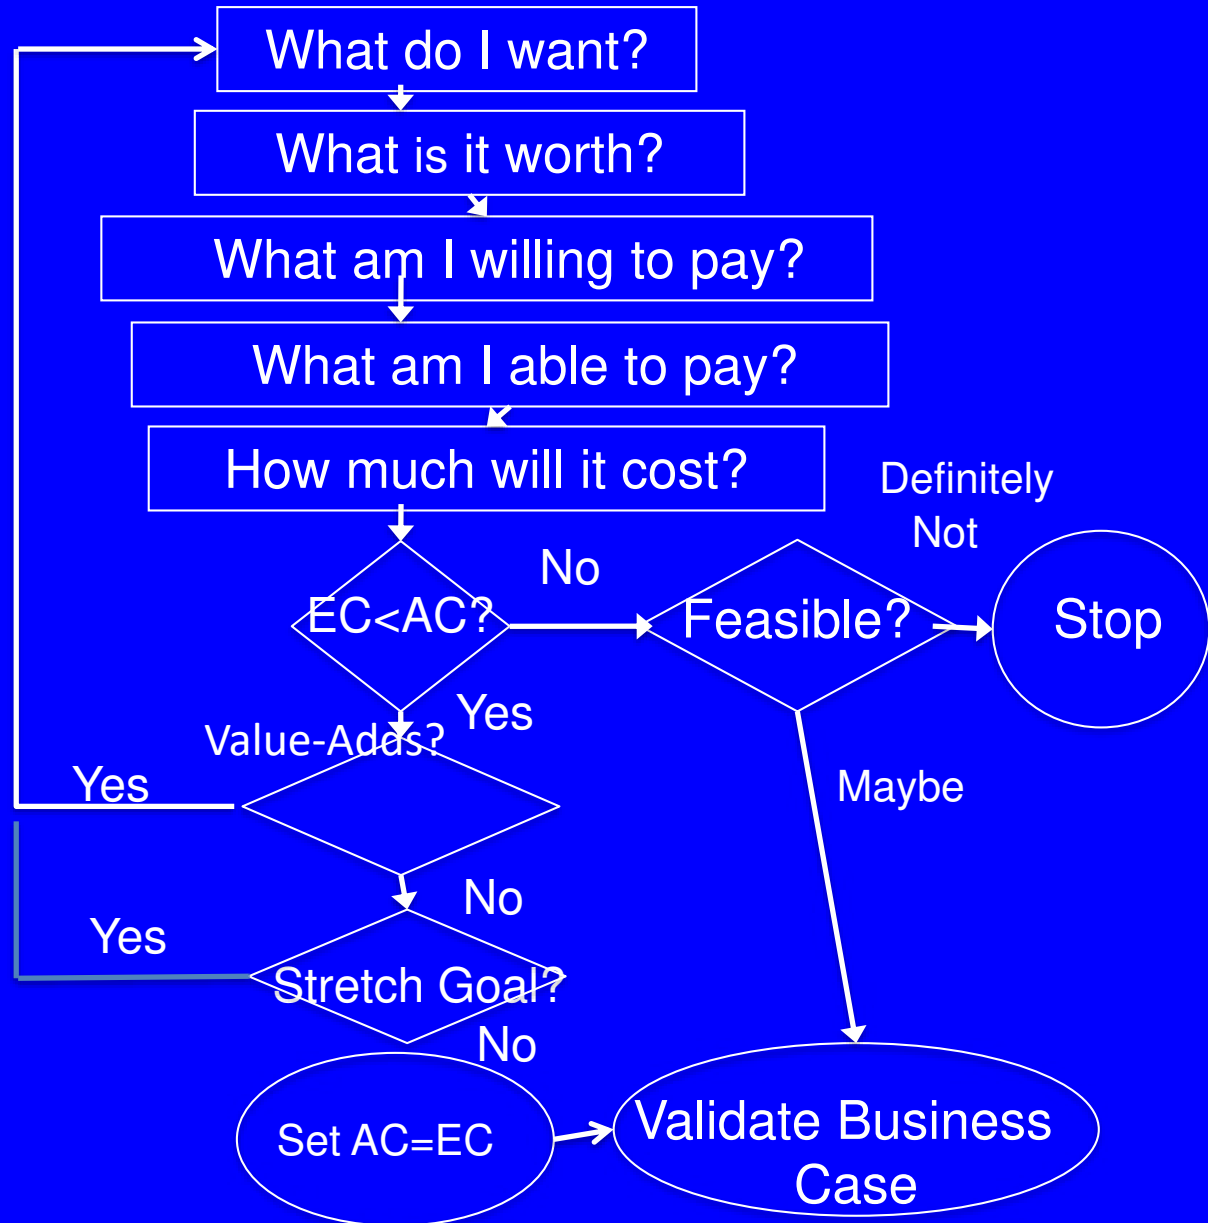 What do I want?
What is it worth?
What am I willing to pay?
What am I able to pay?
How much will it cost?
Definitely
Not
No
EC<AC?
Feasible?
Stop
Yes
Value-Adds?
Yes
Maybe
No
Yes
Stretch Goal?
No
Set AC=EC
Validate Business
Case